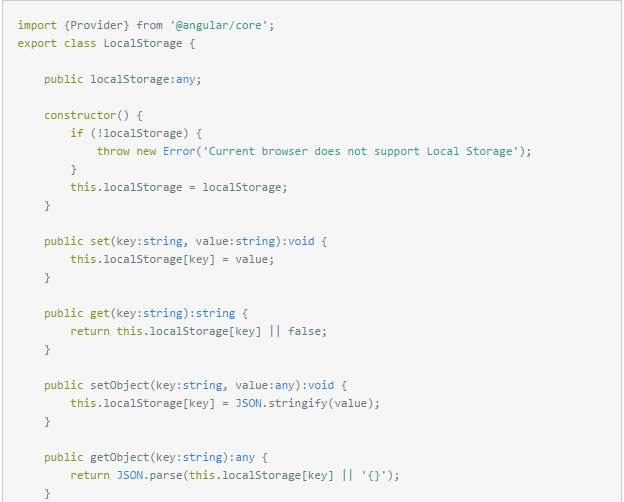 import {Provider} from '@angular/core';
export class LocalStorage {
public localStorage:any;
constructor() {
if (!localStorage) {
throw new Error('Current browser does not support Local Storage');
}
this.localStorage = localStorage;
}
public set(key:string, value:string):void {
this.localStorage[key] = value;
}
public get(key:string):string {
return this.localStorage[key] || false;
}
public setObject(key:string, value:any):void {
this.localStorage[key] = JSON.stringify(value);
}
public getObject(key:string):any {
return JSON.parse(this.localStorage[key] || '{}');
}